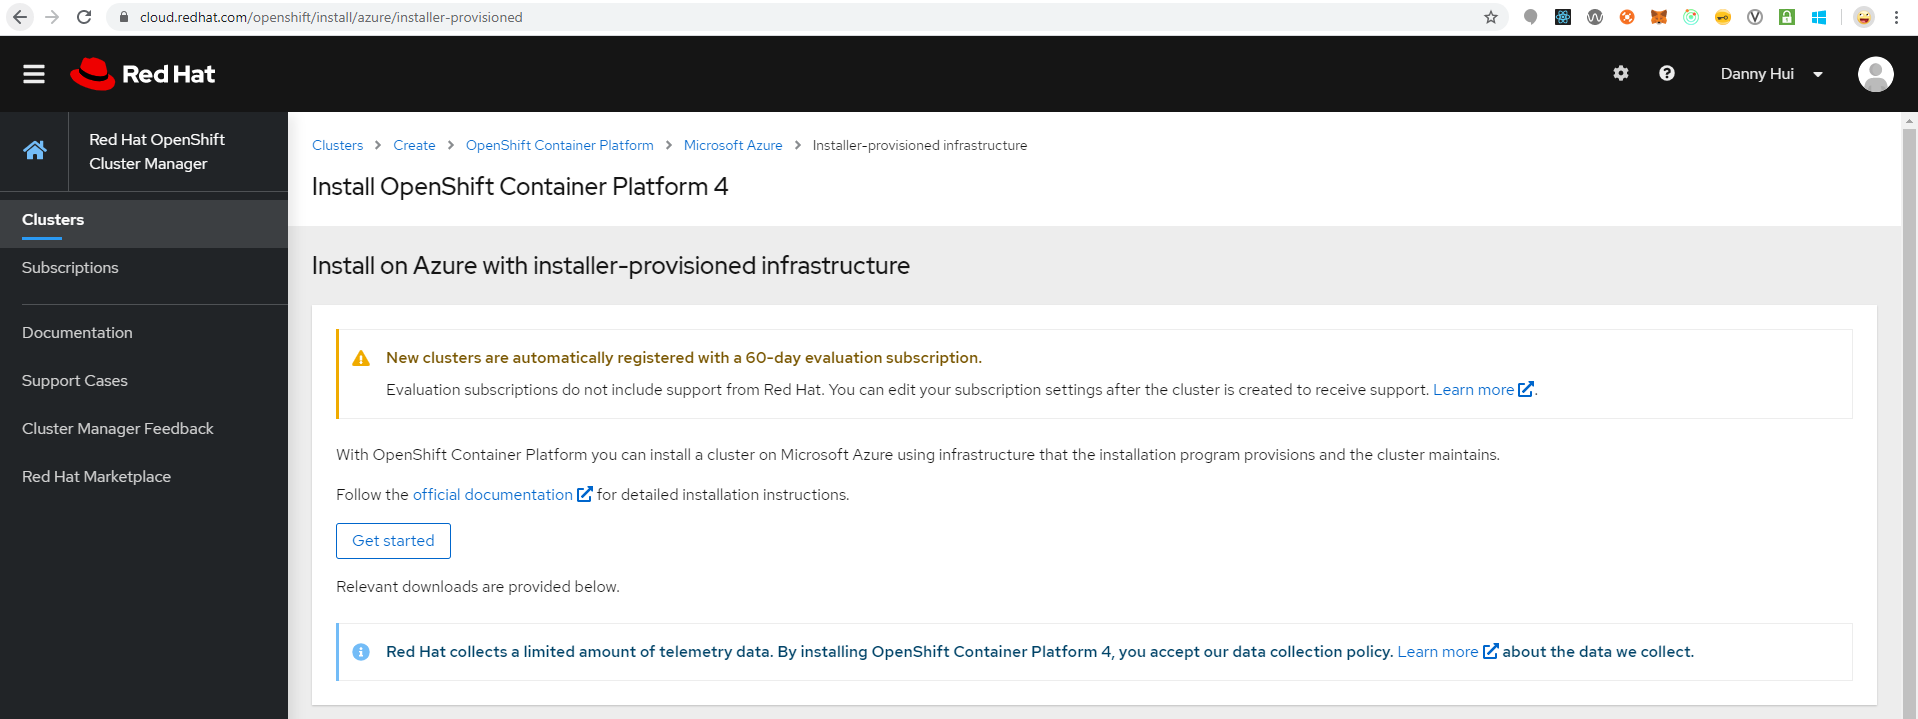 cloud.redhat.com/openshift/install/azure/installer-provisioned
Red Hat
Danny Hui
Red Hat OpenShift
Cluster Manager
Clusters
Subscriptions
Documentation
Support Cases
Cluster Manager Feedback
Red Hat Marketplace
Clusters > Create > OpenShift Container Platform > Microsoft Azure > Installer-provisioned infrastructure
Install OpenShift Container Platform 4
Install on Azure with installer-provisioned infrastructure
New clusters are automatically registered with a 60-day evaluation subscription.
Evaluation subscriptions do not include support from Red Hat. You can edit your subscription settings after the cluster is created to receive support. Learn more.
With OpenShift Container Platform you can install a cluster on Microsoft Azure using infrastructure that the installation program provisions and the cluster maintains.
Follow the official documentation for detailed installation instructions.
Get started
Relevant downloads are provided below.
Red Hat collects a limited amount of telemetry data. By installing OpenShift Container Platform 4, you accept our data collection policy. Learn more about the data we collect.